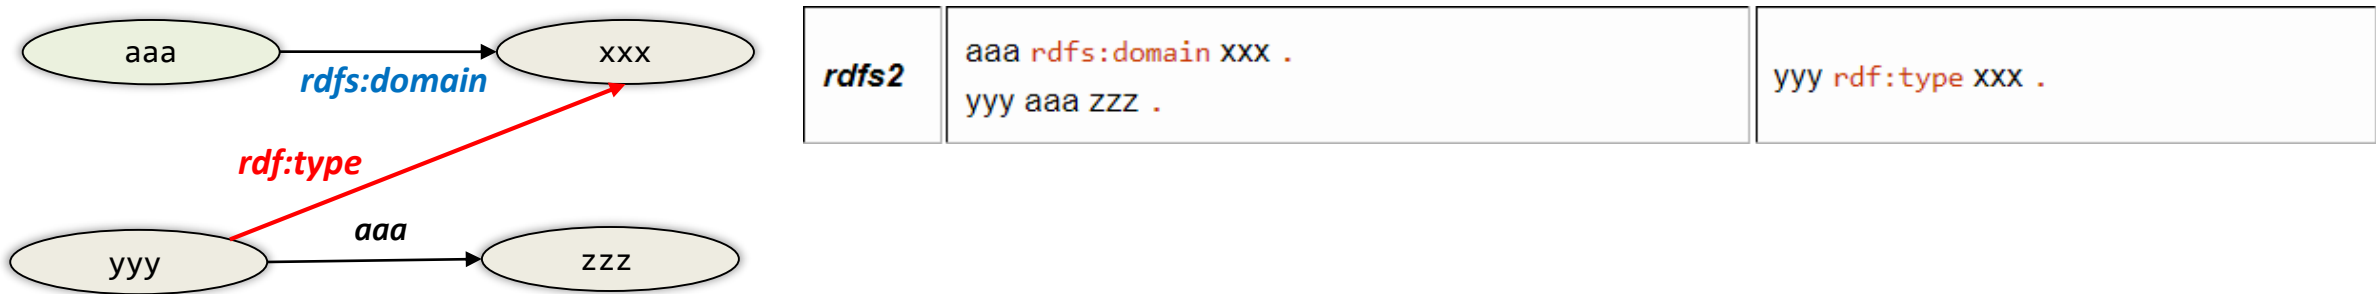 aaa
xxx
rdfs:domain
rdf:type
aaa
yyy
zzz
rdfs2
aaa rdfs:domain xxx .
yyy aaa zzz .
yyy rdf:type xxx .